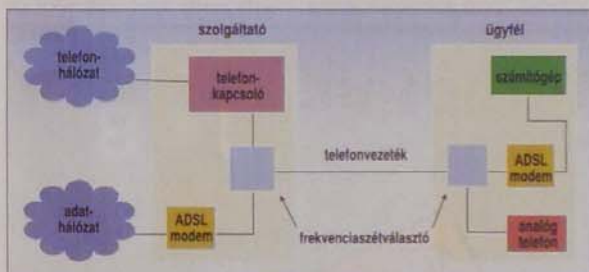 szolgáltató
ügyfél
telefon-
hálózat
telefon-
kapcsoló
számítógép
telefonvezeték
ADSL
modem
adat-
hálózat
ADSL
modem
frekvenciaszétválasztó
analóg
telefon